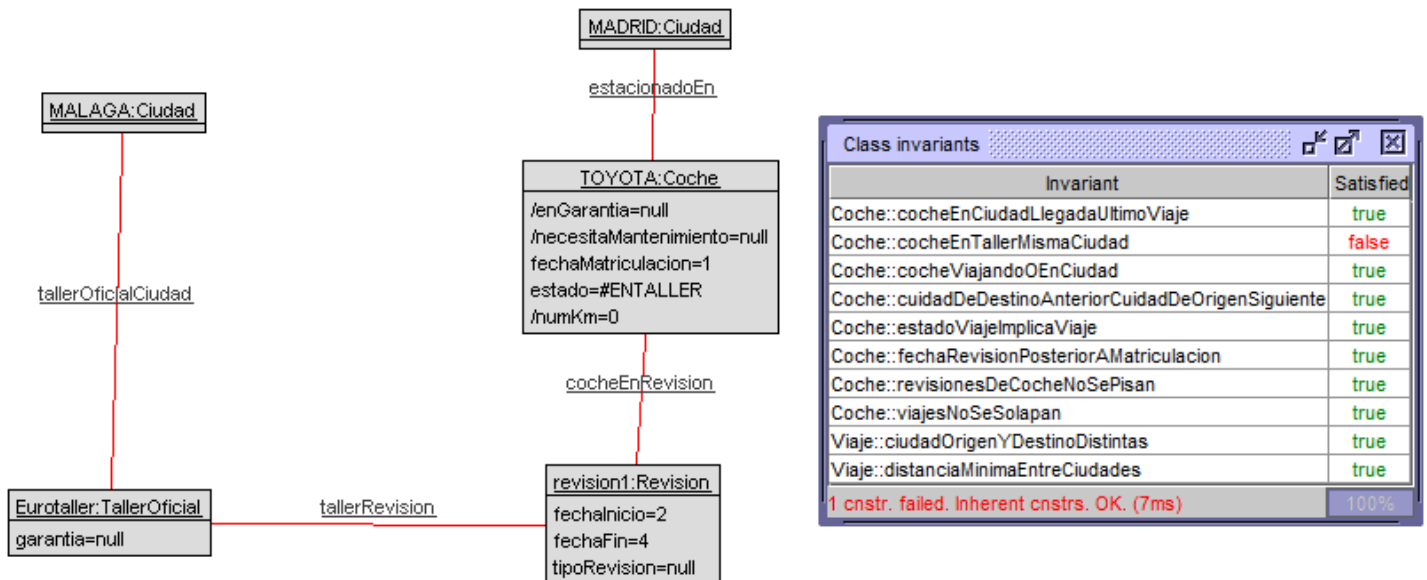 MADRID:Ciudad
estacionadoEn
MALAGA:Ciudad
TOYOTA:Coche
/enGarantia=null
/necesitaMantenimiento=null
fechaMatriculacion=1
estado=#ENTALLER
/numKm=0
tallerOficialCiudad
cocheEnRevision
Eurotaller:TallerOficial
garantia=null
tallerRevision
revision1:Revision
fechaInicio=2
fechaFin=4
tipoRevision=null
Class invariants
Invariant Satisfied
Coche::cocheEnCiudadLlegadaUltimoViaje true
Coche::cocheEnTallerMismaCiudad false
Coche::cocheViajandoOEnCiudad true
Coche::cuidadDeDestinoAnteriorCuidadDeOrigenSiguiente true
Coche::estadoViajeImplicaViaje true
Coche::fechaRevisionPosteriorAMatriculacion true
Coche::revisionesDeCocheNoSePisan true
Coche::viajesNoSeSolapan true
Viaje::ciudadOrigenYDestinoDistintas true
Viaje::distanciaMinimaEntreCiudades true
1 cnstr. failed. Inherent cnstrs. OK. (7ms) 100%